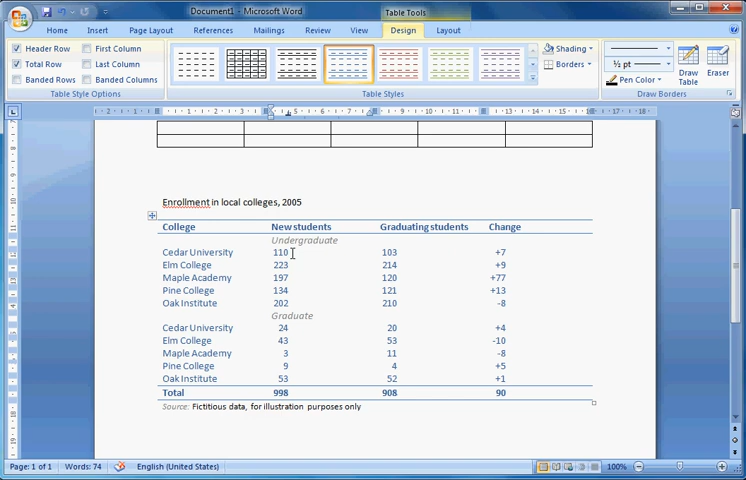 Document1 - Microsoft Word
Table Tools
Home Insert Page Layout References Mailings Review View Design Layout
Header Row First Column
Total Row Last Column
Banded Rows Banded Columns
Table Style Options
Table Styles
Shading
Borders
½ pt
Pen Color
Draw Table
Eraser
Draw Borders
Enrollment in local colleges, 2005
College New students Graduating students Change
Undergraduate
Cedar University 110 103 +7
Elm College 223 214 +9
Maple Academy 197 120 +77
Pine College 134 121 +13
Oak Institute 202 210 -8
Graduate
Cedar University 24 20 +4
Elm College 43 53 -10
Maple Academy 3 11 -8
Pine College 9 4 +5
Oak Institute 53 52 +1
Total 998 908 90
Source: Fictitious data, for illustration purposes only
Page: 1 of 1 Words: 74 English (United States) 100%